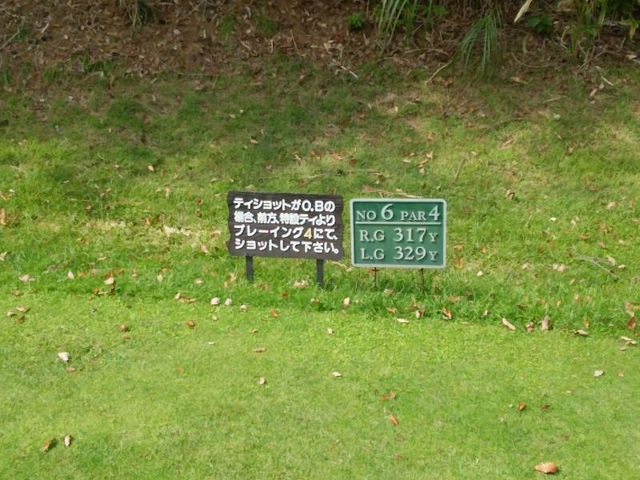 ティショットがO.Bの
場合、前方、特設ティより
プレーイング4にて、
ショットして下さい。
NO 6 PAR 4
R.G 317Y
L.G 329Y